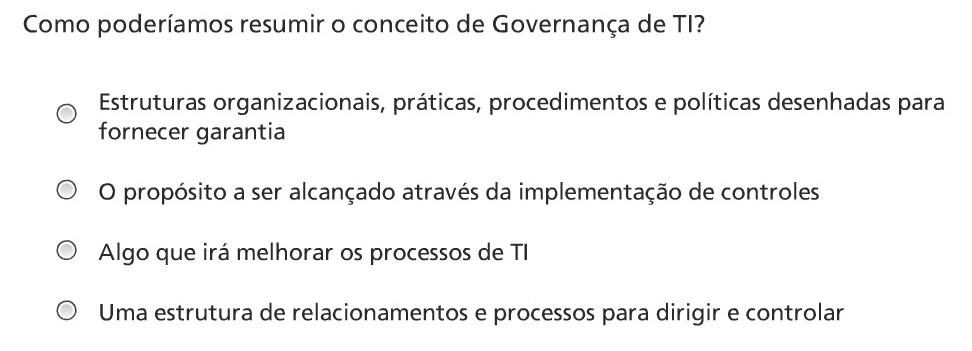 Como poderíamos resumir o conceito de Governança de TI?
Estruturas organizacionais, práticas, procedimentos e políticas desenhadas para
fornecer garantia
O propósito a ser alcançado através da implementação de controles
Algo que irá melhorar os processos de TI
Uma estrutura de relacionamentos e processos para dirigir e controlar